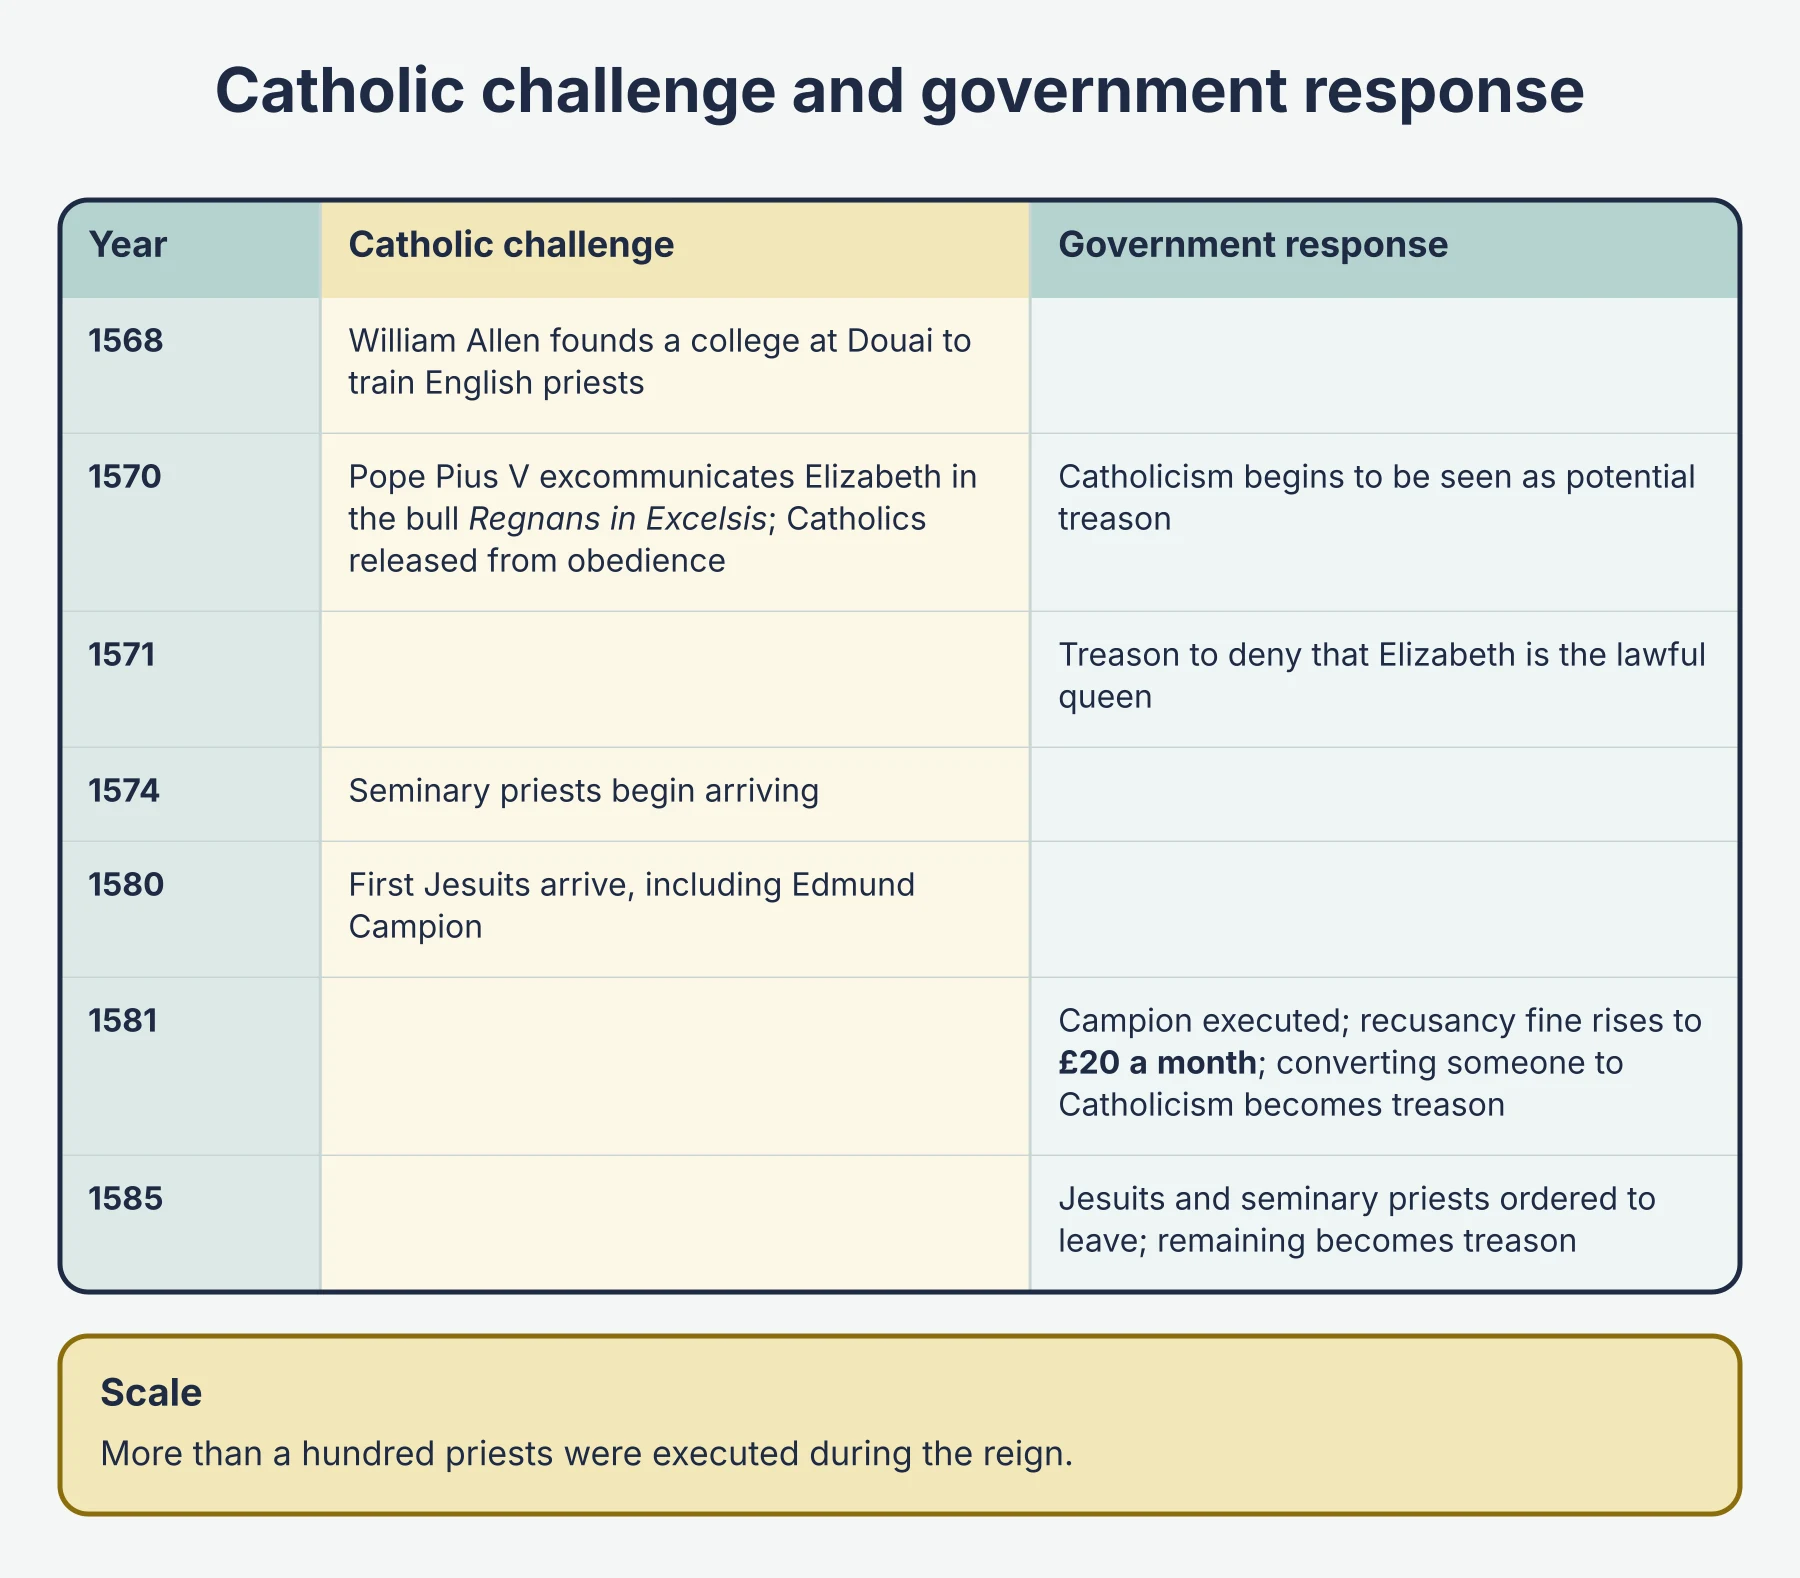 Catholic challenge and government response
Year
Catholic challenge
Government response
1568
William Allen founds a college at Douai to
train English priests
1570
Pope Pius V excommunicates Elizabeth in
the bull Regnans in Excelsis; Catholics
released from obedience
Catholicism begins to be seen as potential
treason
1571
Treason to deny that Elizabeth is the lawful
queen
1574
Seminary priests begin arriving
1580
First Jesuits arrive, including Edmund
Campion
1581
Campion executed; recusancy fine rises to
£20 a month; converting someone to
Catholicism becomes treason
1585
Jesuits and seminary priests ordered to
leave; remaining becomes treason
Scale
More than a hundred priests were executed during the reign.